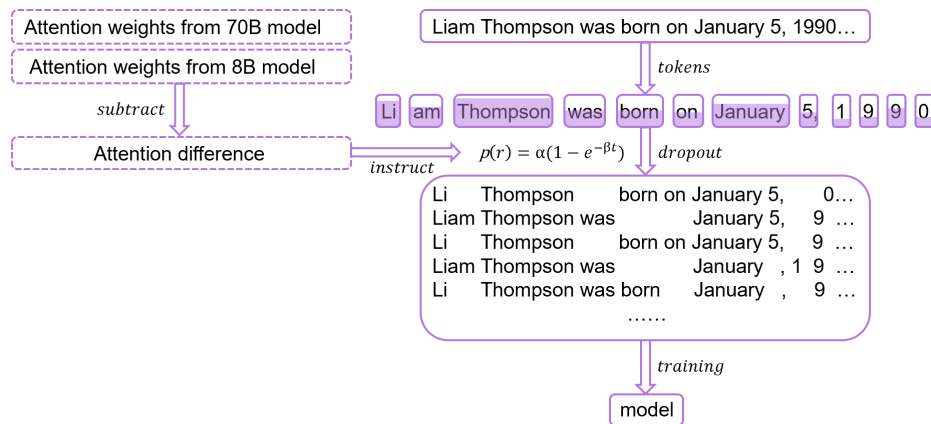 Attention weights from 70B model
Attention weights from 8B model
subtract
Attention difference
instruct
Liam Thompson was born on January 5, 1990…
tokens
Li am Thompson was born on January 5, 1 9 9 0
p(r) = α(1 − e^{−βt})
dropout
Li Thompson born on January 5, 0…
Liam Thompson was January 5, 9 …
Li Thompson born on January 5, 9 …
Liam Thompson was January , 1 9 …
Li Thompson was born January , 9 …
……
training
model